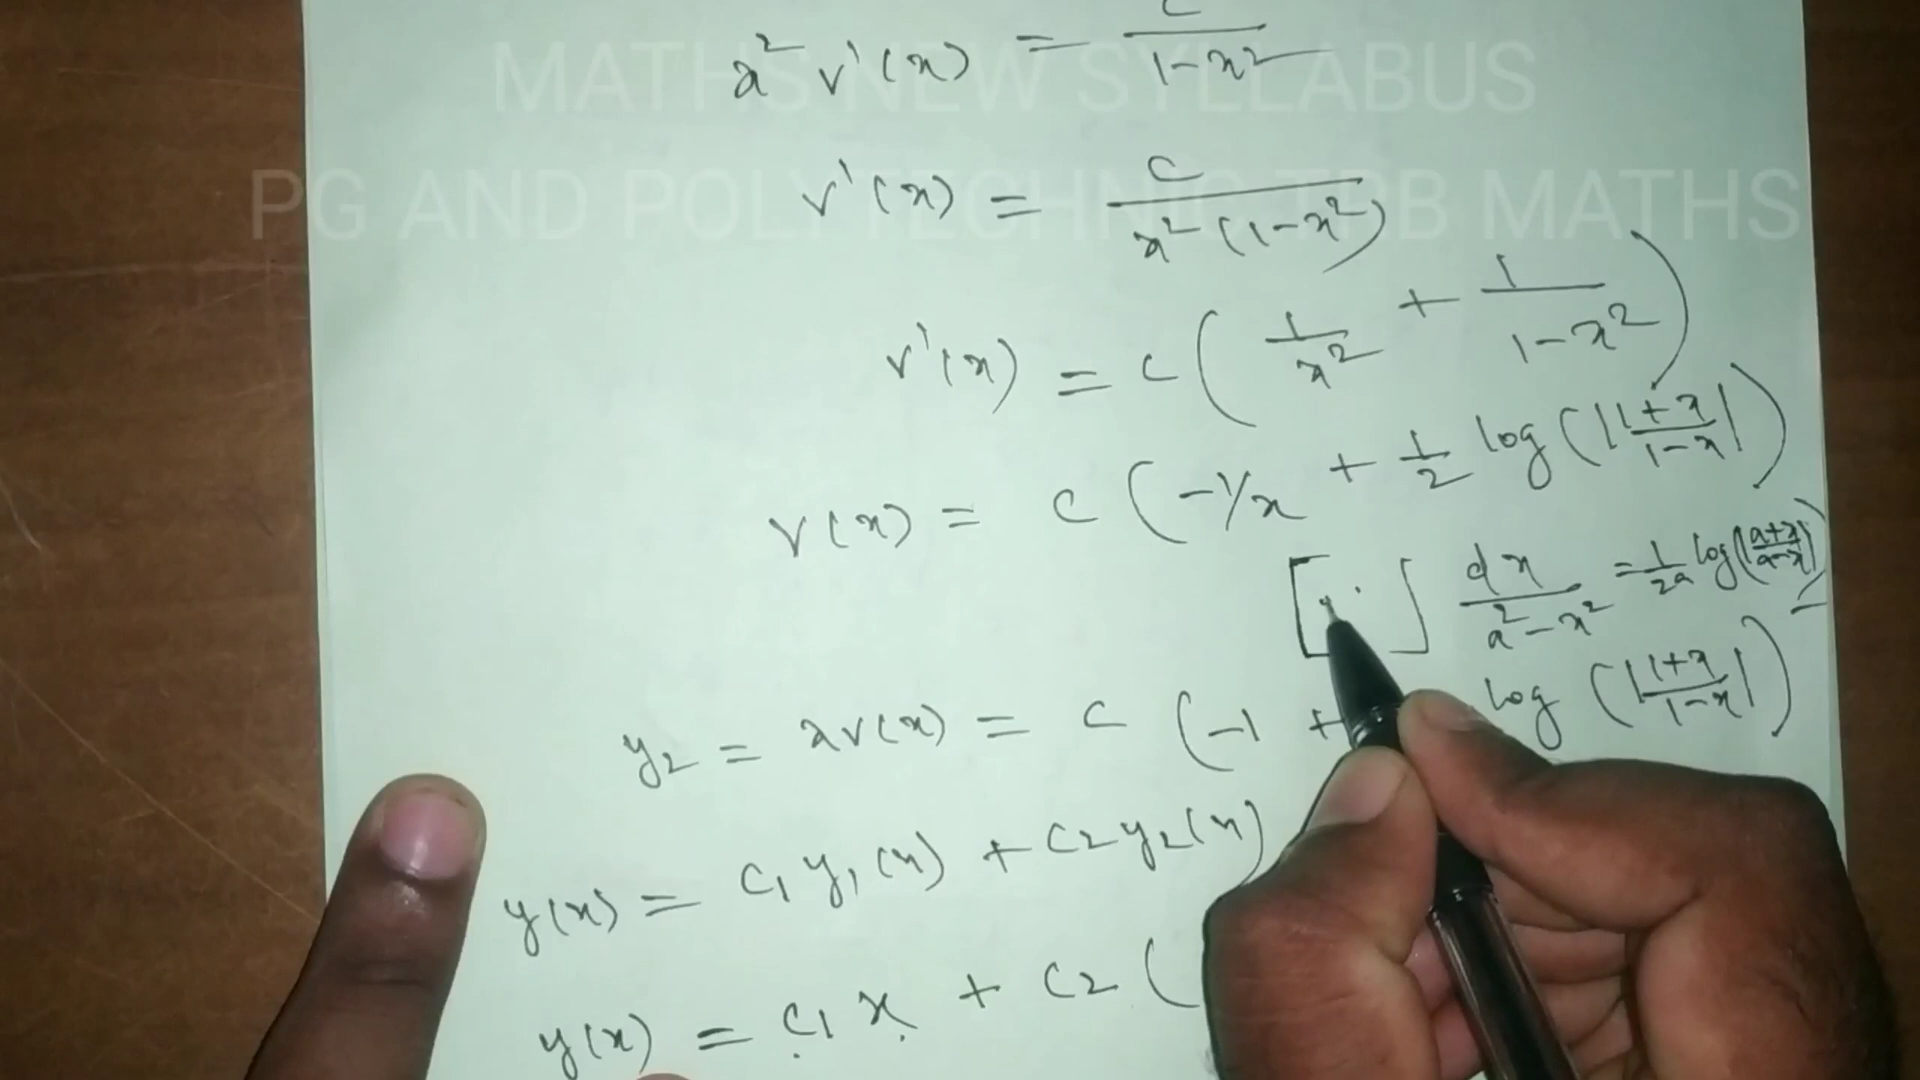 x² v'(x) = c/(1-x²)
MATHS NEW SYLLABUS
v'(x) = c/(x²(1-x²))
PG AND POLYTECHNIC TRB MATHS
v'(x) = c(1/x² + 1/(1-x²))
v(x) = c(-1/x + 1/2 log(|(1+x)/(1-x)|)
[∵ ∫ dx/(a²-x²) = 1/2a log(|(a+x)/(a-x)|)
y₂ = xv(x) = c(-1 + log(|(1+x)/(1-x)|)
y(x) = c₁y₁(x) + c₂y₂(x)
y(x) = c₁x + c₂(